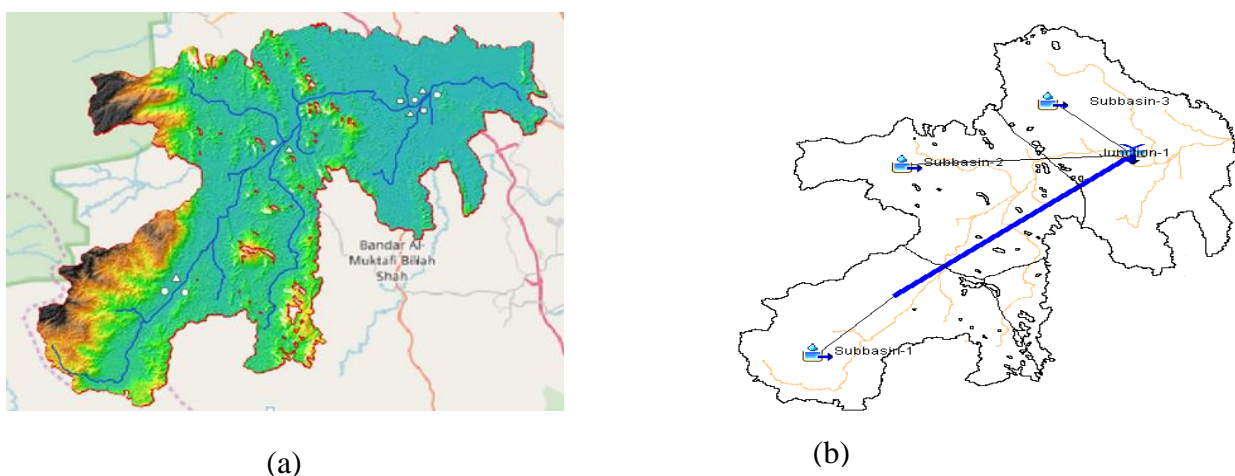 Bandar Al-
Muktafi Billah
Shah
(a)
Subbasin-3
Junction-1
Subbasin-2
Subbasin-1
(b)